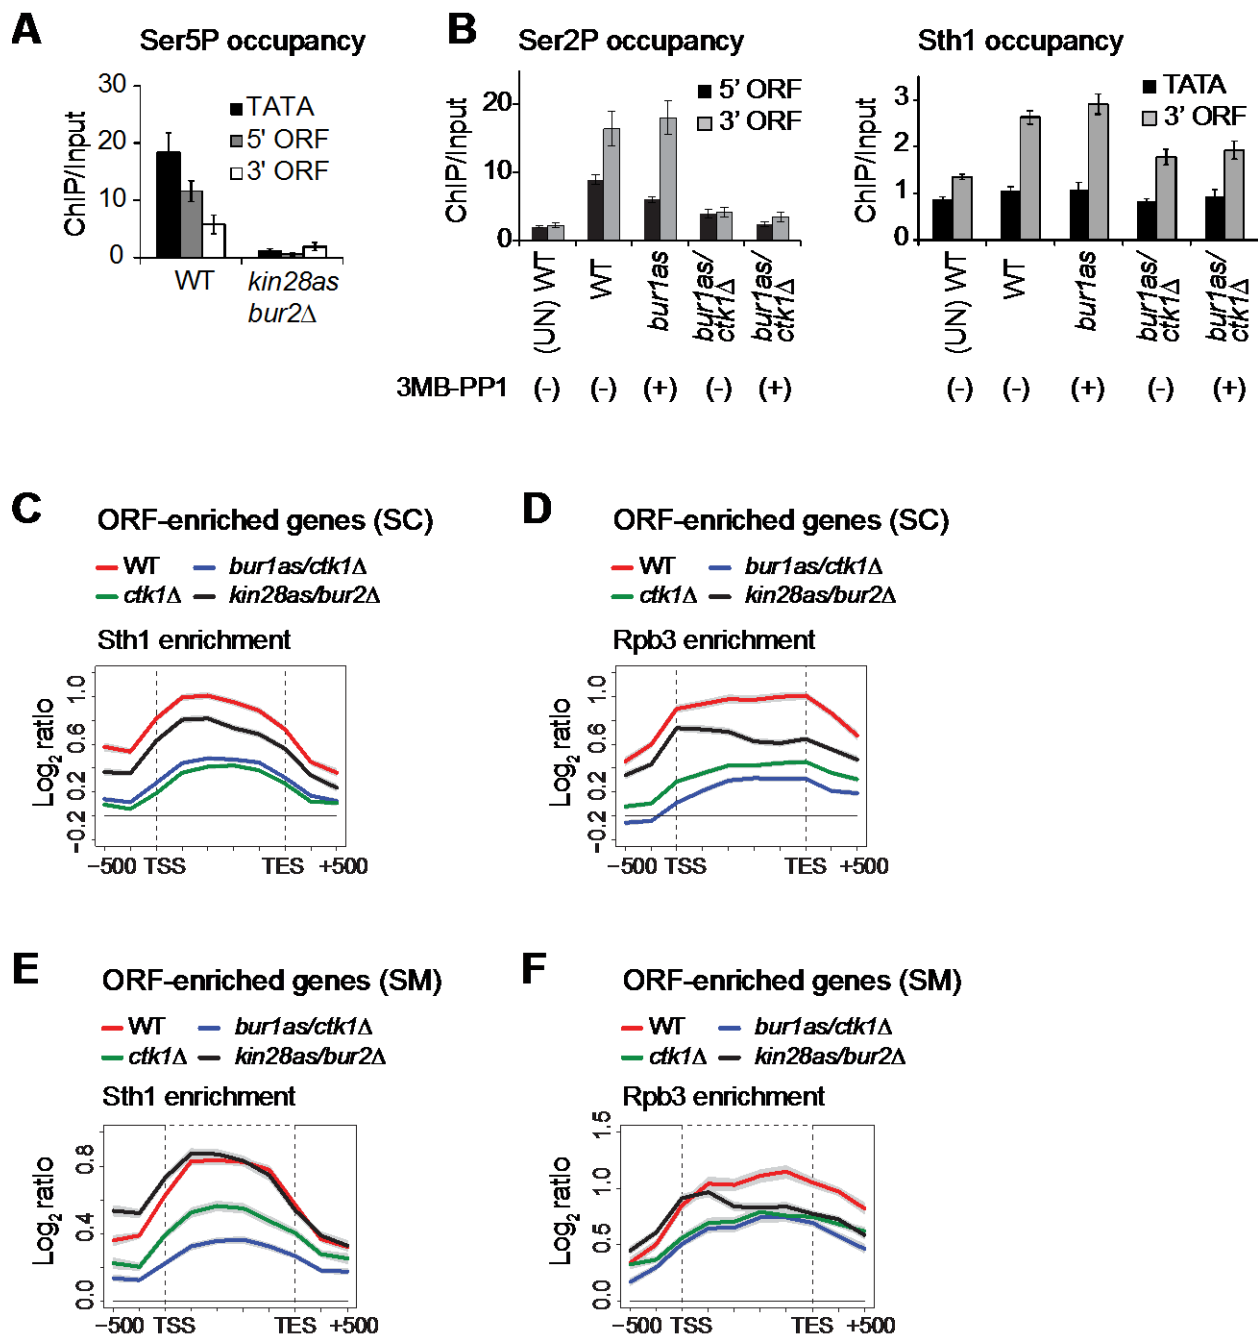 A
Ser5P occupancy
30
20
10
0
ChIP/Input
TATA
5' ORF
3' ORF
WT
kin28as
bur2Δ
B
Ser2P occupancy
20
10
0
ChIP/Input
5' ORF
3' ORF
(UN) WT
WT
bur1as
bur1as/
ctk1Δ
bur1as/
ctk1Δ
Sth1 occupancy
3
2
1
0
ChIP/Input
TATA
3' ORF
(UN) WT
WT
bur1as
bur1as/
ctk1Δ
bur1as/
ctk1Δ
3MB-PP1 (-) (-) (+) (-) (+) (-) (-) (+) (-) (+)
C
ORF-enriched genes (SC)
WT bur1as/ctk1Δ
ctk1Δ kin28as/bur2Δ
Sth1 enrichment
Log2 ratio
−0.2 0.2 0.6 1.0
−500 TSS TES +500
D
ORF-enriched genes (SC)
WT bur1as/ctk1Δ
ctk1Δ kin28as/bur2Δ
Rpb3 enrichment
Log2 ratio
−0.2 0.2 0.6 1.0
−500 TSS TES +500
E
ORF-enriched genes (SM)
WT bur1as/ctk1Δ
ctk1Δ kin28as/bur2Δ
Sth1 enrichment
Log2 ratio
0.0 0.4 0.8
−500 TSS TES +500
F
ORF-enriched genes (SM)
WT bur1as/ctk1Δ
ctk1Δ kin28as/bur2Δ
Rpb3 enrichment
Log2 ratio
0.0 0.5 1.0 1.5
−500 TSS TES +500